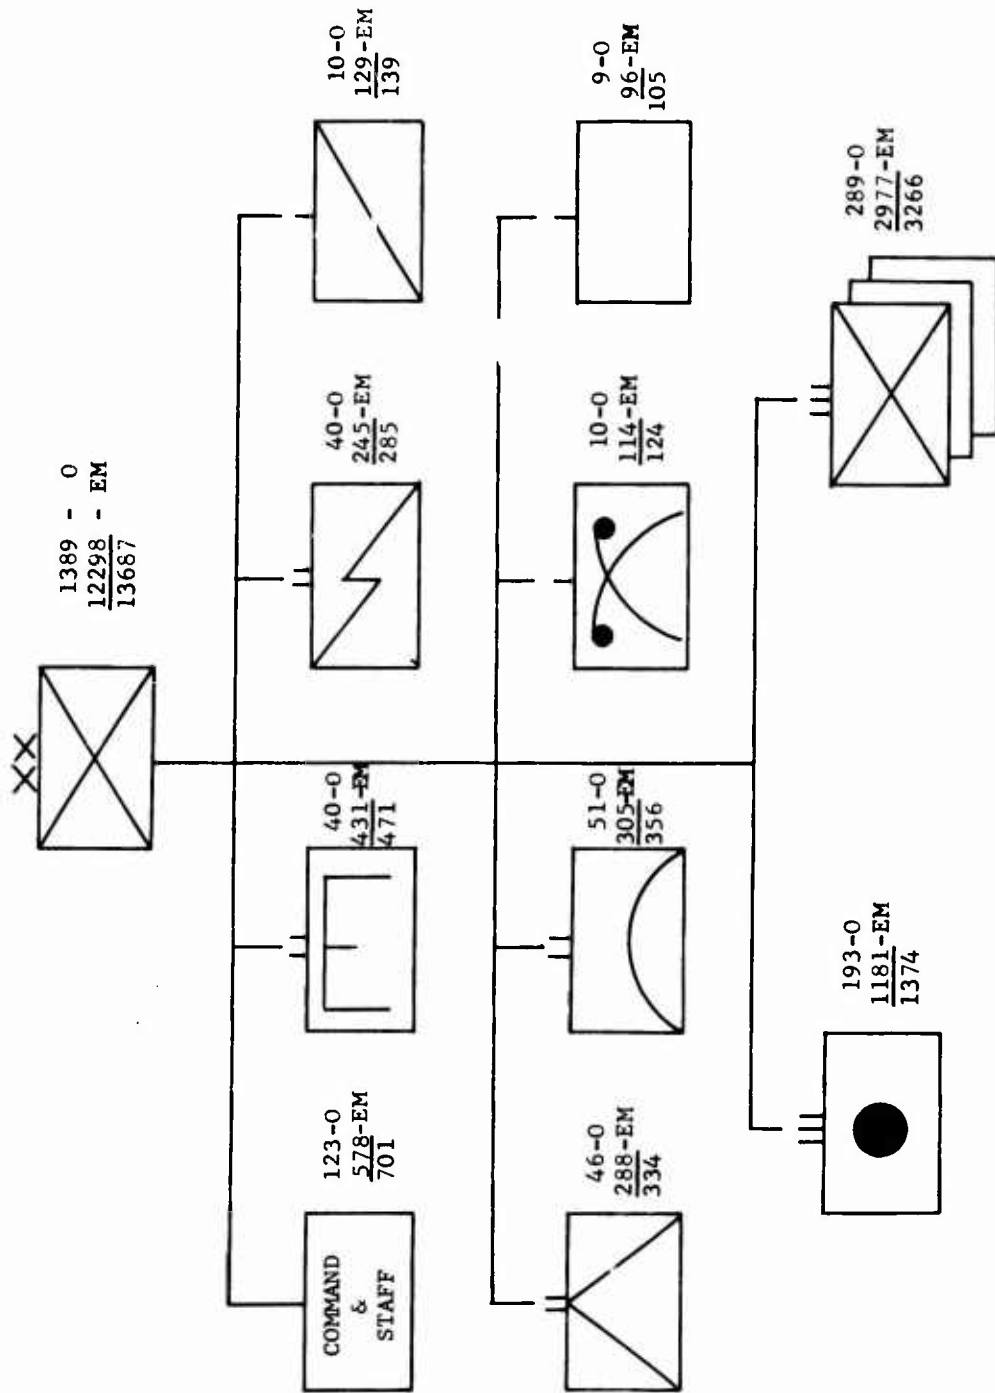 XX
1389 - O
12298 - EM
13687
COMMAND
&
STAFF
123-O
578-EM
701
40-O
431-EM
471
40-O
245-EM
285
10-O
129-EM
139
46-O
288-EM
334
51-O
305-EM
356
10-O
114-EM
124
9-O
96-EM
105
193-O
1181-EM
1374
289-O
2977-EM
3266